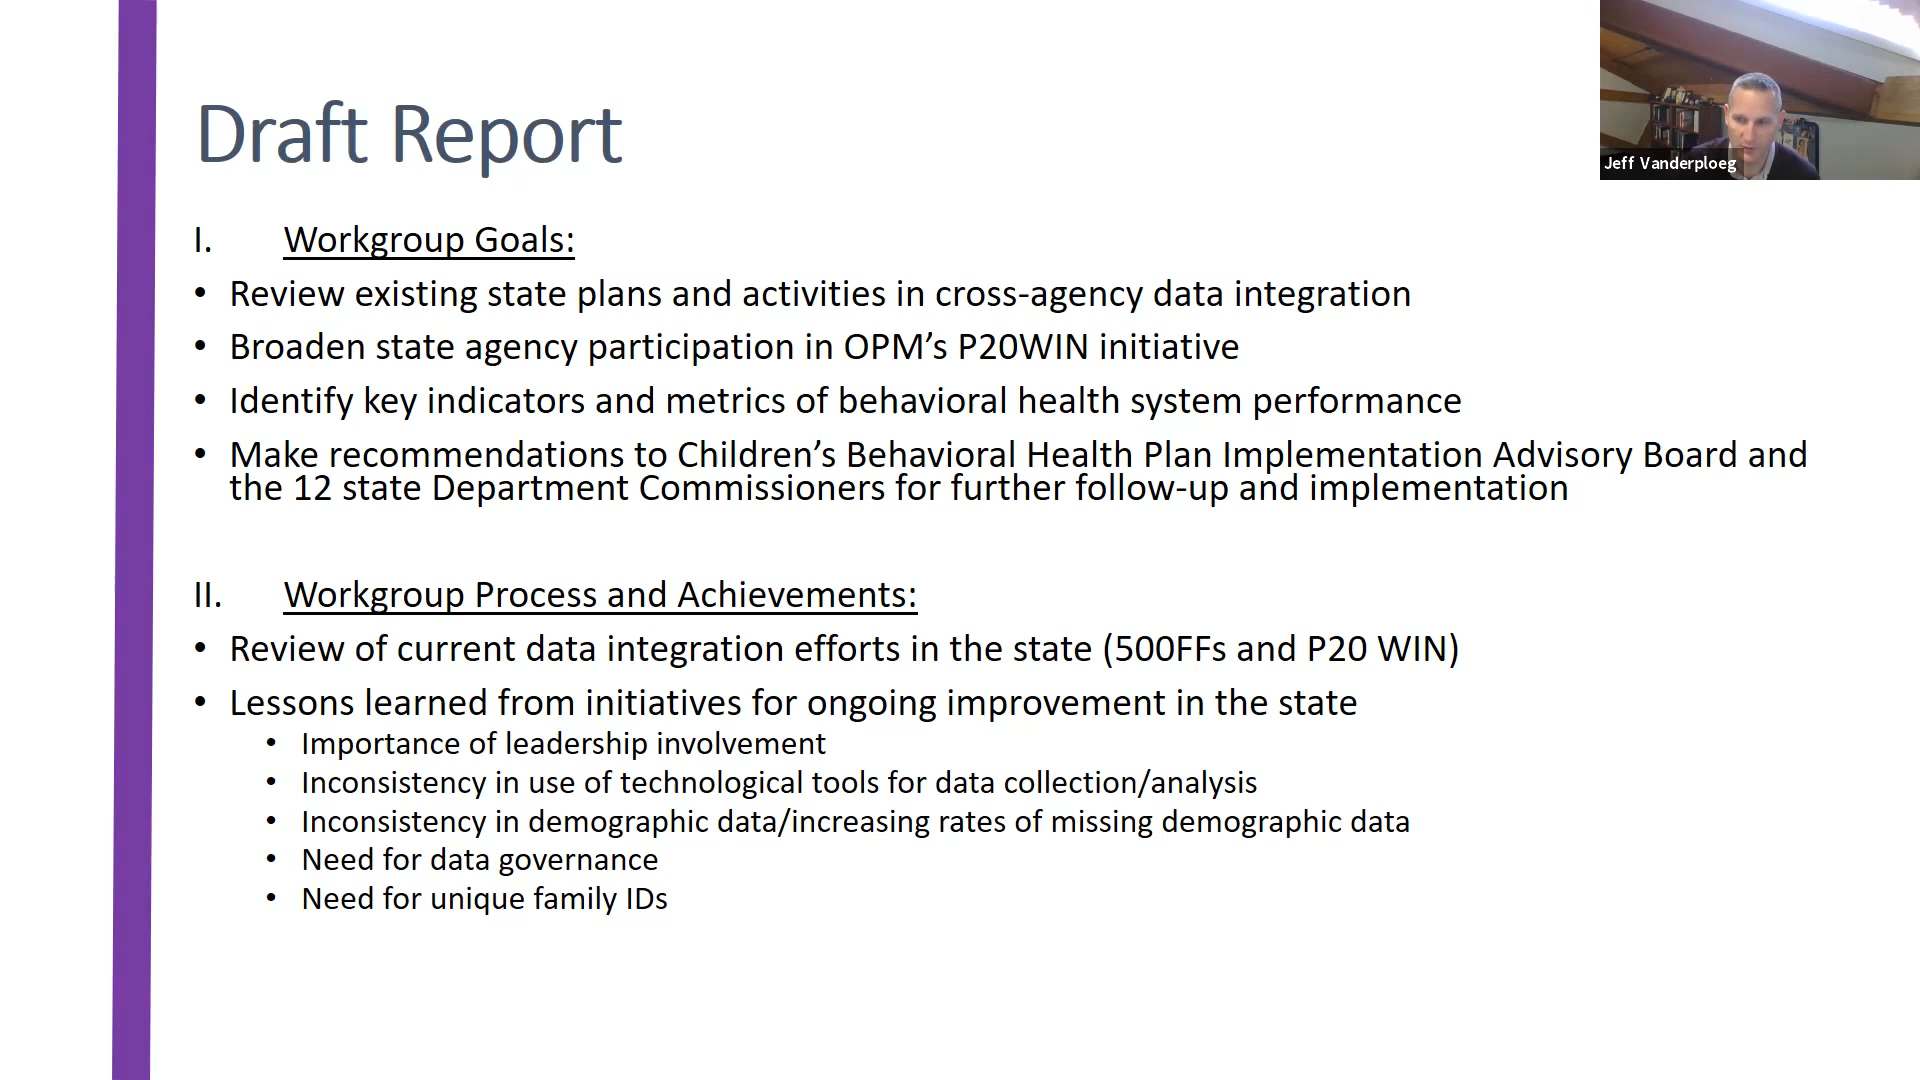 Draft Report
Jeff Vanderploeg
I. Workgroup Goals:
• Review existing state plans and activities in cross-agency data integration
• Broaden state agency participation in OPM’s P20WIN initiative
• Identify key indicators and metrics of behavioral health system performance
• Make recommendations to Children’s Behavioral Health Plan Implementation Advisory Board and
the 12 state Department Commissioners for further follow-up and implementation
II. Workgroup Process and Achievements:
• Review of current data integration efforts in the state (500FFs and P20 WIN)
• Lessons learned from initiatives for ongoing improvement in the state
• Importance of leadership involvement
• Inconsistency in use of technological tools for data collection/analysis
• Inconsistency in demographic data/increasing rates of missing demographic data
• Need for data governance
• Need for unique family IDs